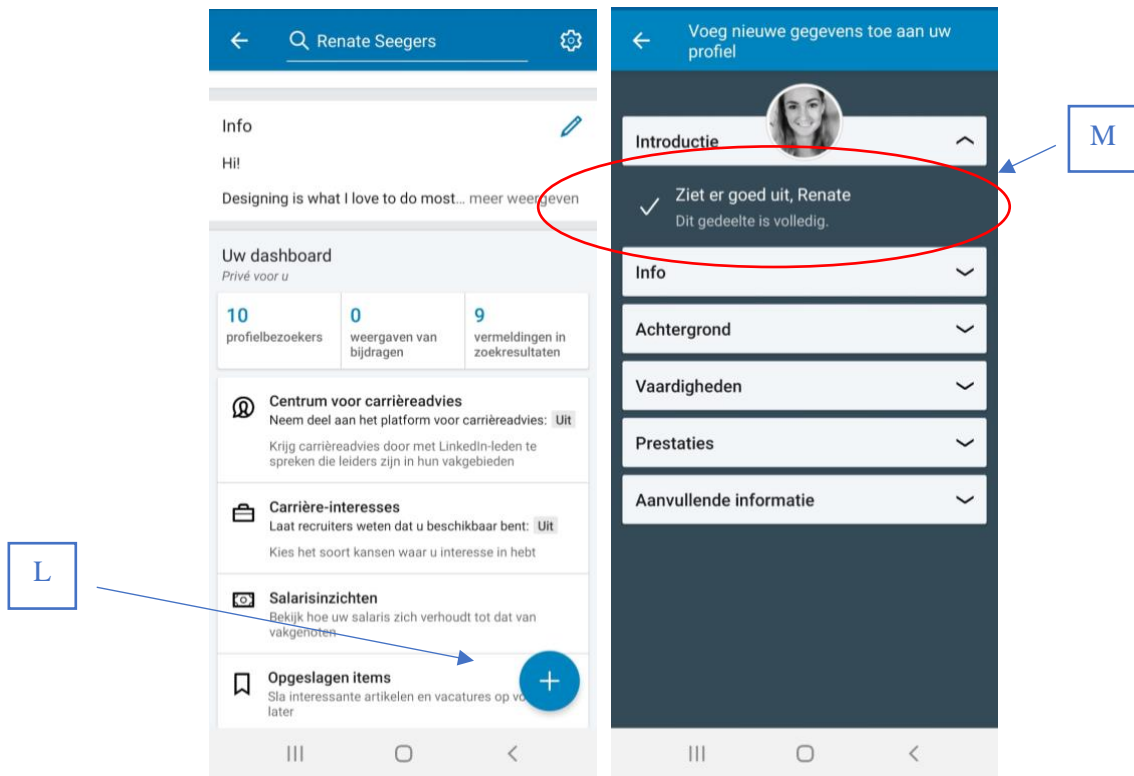 Renate Seegers
Info
Hi!
Designing is what I love to do most... meer weergeven
Uw dashboard
Privé voor u
10
profielbezoekers
0
weergaven van
bijdragen
9
vermeldingen in
zoekresultaten
Centrum voor carrièreadvies
Neem deel aan het platform voor carrièreadvies: Uit
Krijg carrièreadvies door met LinkedIn-leden te
spreken die leiders zijn in hun vakgebieden
Carrière-interesses
Laat recruiters weten dat u beschikbaar bent: Uit
Kies het soort kansen waar u interesse in hebt
Salarisinzichten
Bekijk hoe uw salaris zich verhoudt tot dat van
vakgenoten
Opgeslagen items
Sla interessante artikelen en vacatures op
later
L
Voeg nieuwe gegevens toe aan uw
profiel
Introductie
Ziet er goed uit, Renate
Dit gedeelte is volledig.
Info
Achtergrond
Vaardigheden
Prestaties
Aanvullende informatie
M